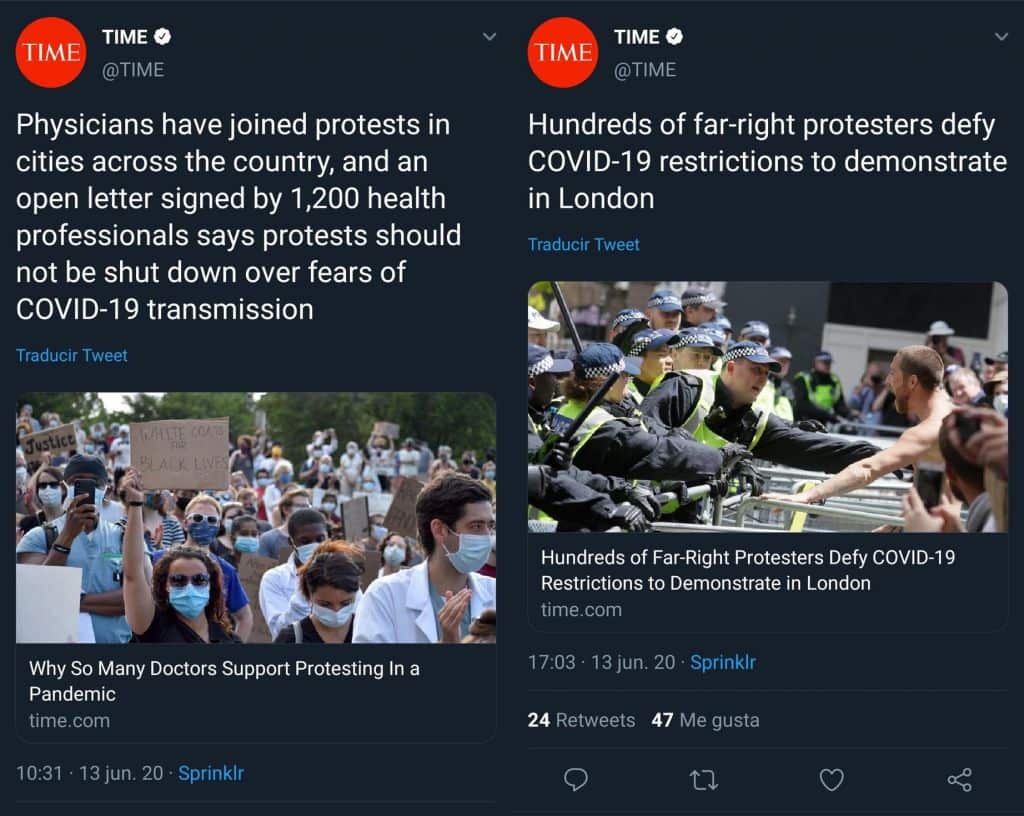 TIME
TIME
@TIME
Physicians have joined protests in
cities across the country, and an
open letter signed by 1,200 health
professionals says protests should
not be shut down over fears of
COVID-19 transmission
Traducir Tweet
Justice
WHITE COATS
FOR
BLACK LIVES
Why So Many Doctors Support Protesting In a
Pandemic
time.com
10:31 · 13 jun. 20 · Sprinklr
TIME
TIME
@TIME
Hundreds of far-right protesters defy
COVID-19 restrictions to demonstrate
in London
Traducir Tweet
Hundreds of Far-Right Protesters Defy COVID-19
Restrictions to Demonstrate in London
time.com
17:03 · 13 jun. 20 · Sprinklr
24 Retweets 47 Me gusta